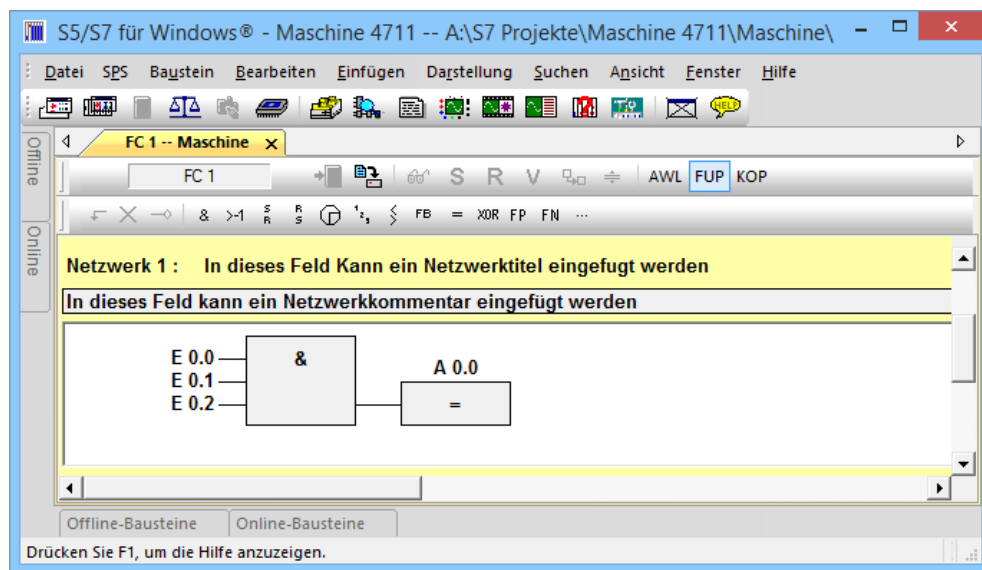 S5/S7 für Windows® - Maschine 4711 -- A:\S7 Projekte\Maschine 4711\Maschine\
Datei SPS Baustein Bearbeiten Einfügen Darstellung Suchen Ansicht Fenster Hilfe
HELP
Offline
Online
FC 1 -- Maschine x
FC 1 S R V AWL FUP KOP
& >-1 S R R S 1 2, FB = XOR FP FN ...
Netzwerk 1 : In dieses Feld Kann ein Netzwerktitel eingefugt werden
In dieses Feld kann ein Netzwerkkommentar eingefügt werden
E 0.0 &
E 0.1 A 0.0
E 0.2 =
Offline-Bausteine Online-Bausteine
Drücken Sie F1, um die Hilfe anzuzeigen.